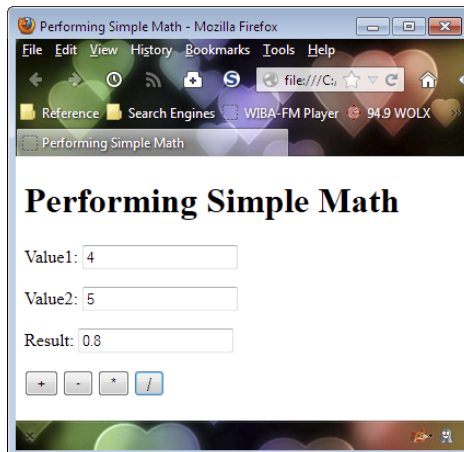 Performing Simple Math - Mozilla Firefox
File Edit View History Bookmarks Tools Help
S file:///C:/
Reference Search Engines WIBA-FM Player 94.9 WOLX »
Performing Simple Math
Performing Simple Math
Value1: 4
Value2: 5
Result: 0.8
+ - * /
x